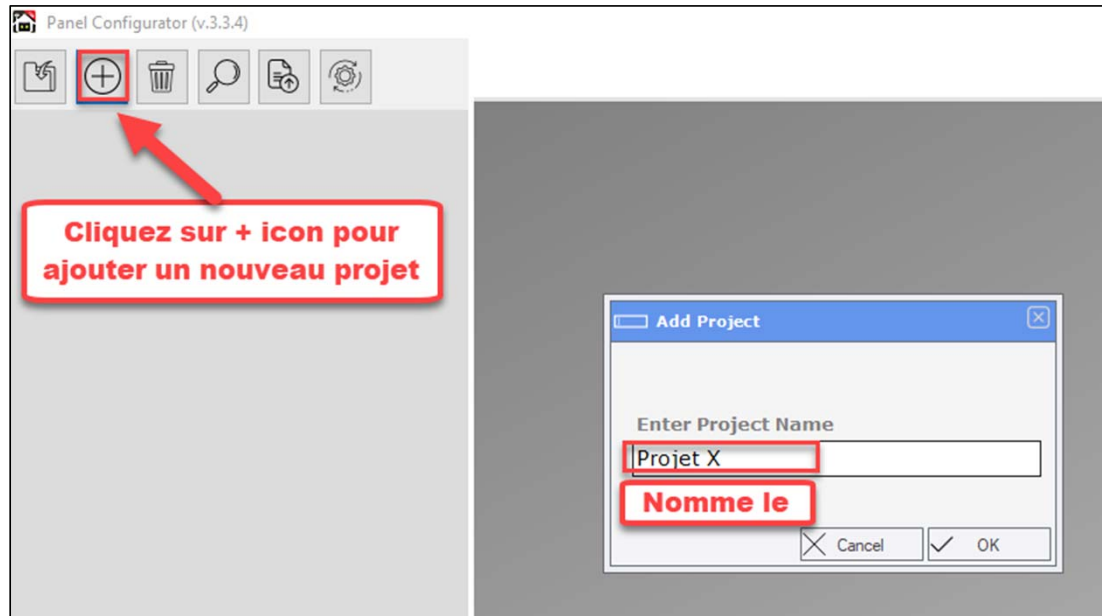 Panel Configurator (v.3.3.4)
Cliquez sur + icon pour
ajouter un nouveau projet
Add Project
Enter Project Name
Projet X
Nomme le
Cancel
OK